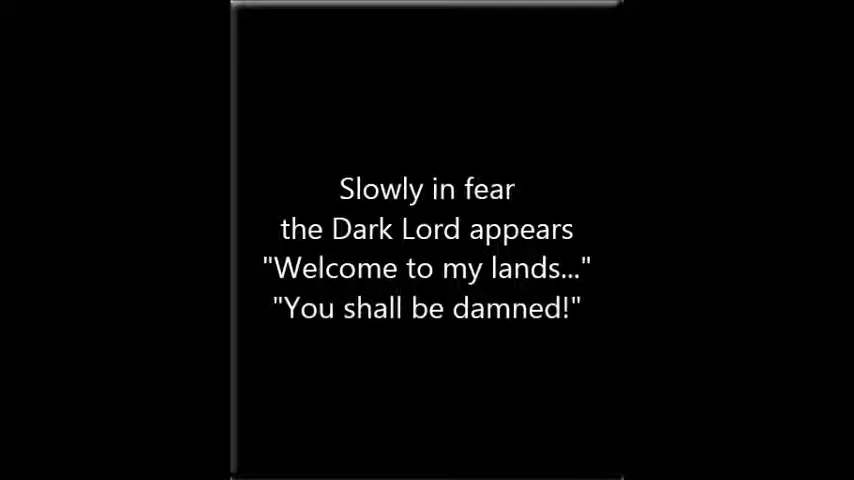 Slowly in fear
the Dark Lord appears
"Welcome to my lands..."
"You shall be damned!"